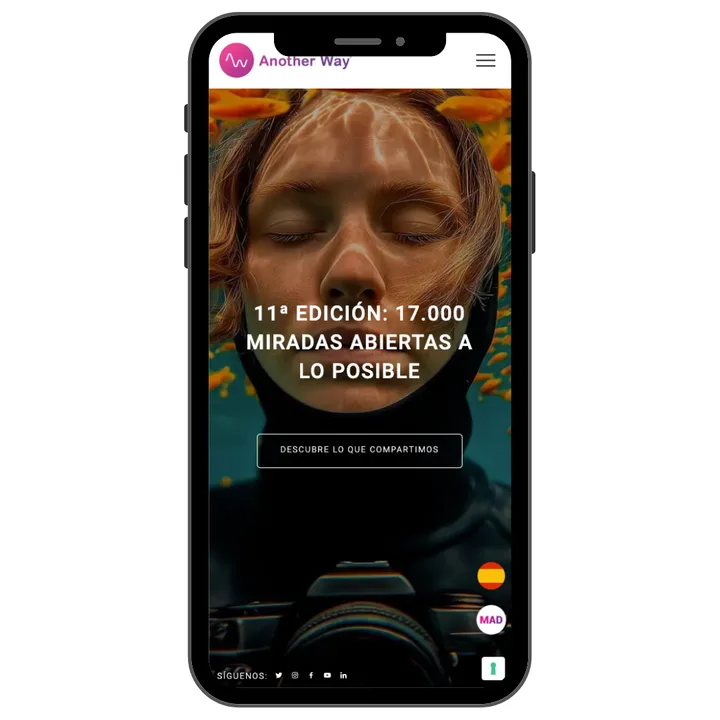 Another Way
11ª EDICIÓN: 17.000
MIRADAS ABIERTAS A
LO POSIBLE
DESCUBRE LO QUE COMPARTIMOS
MAD
SÍGUENOS: